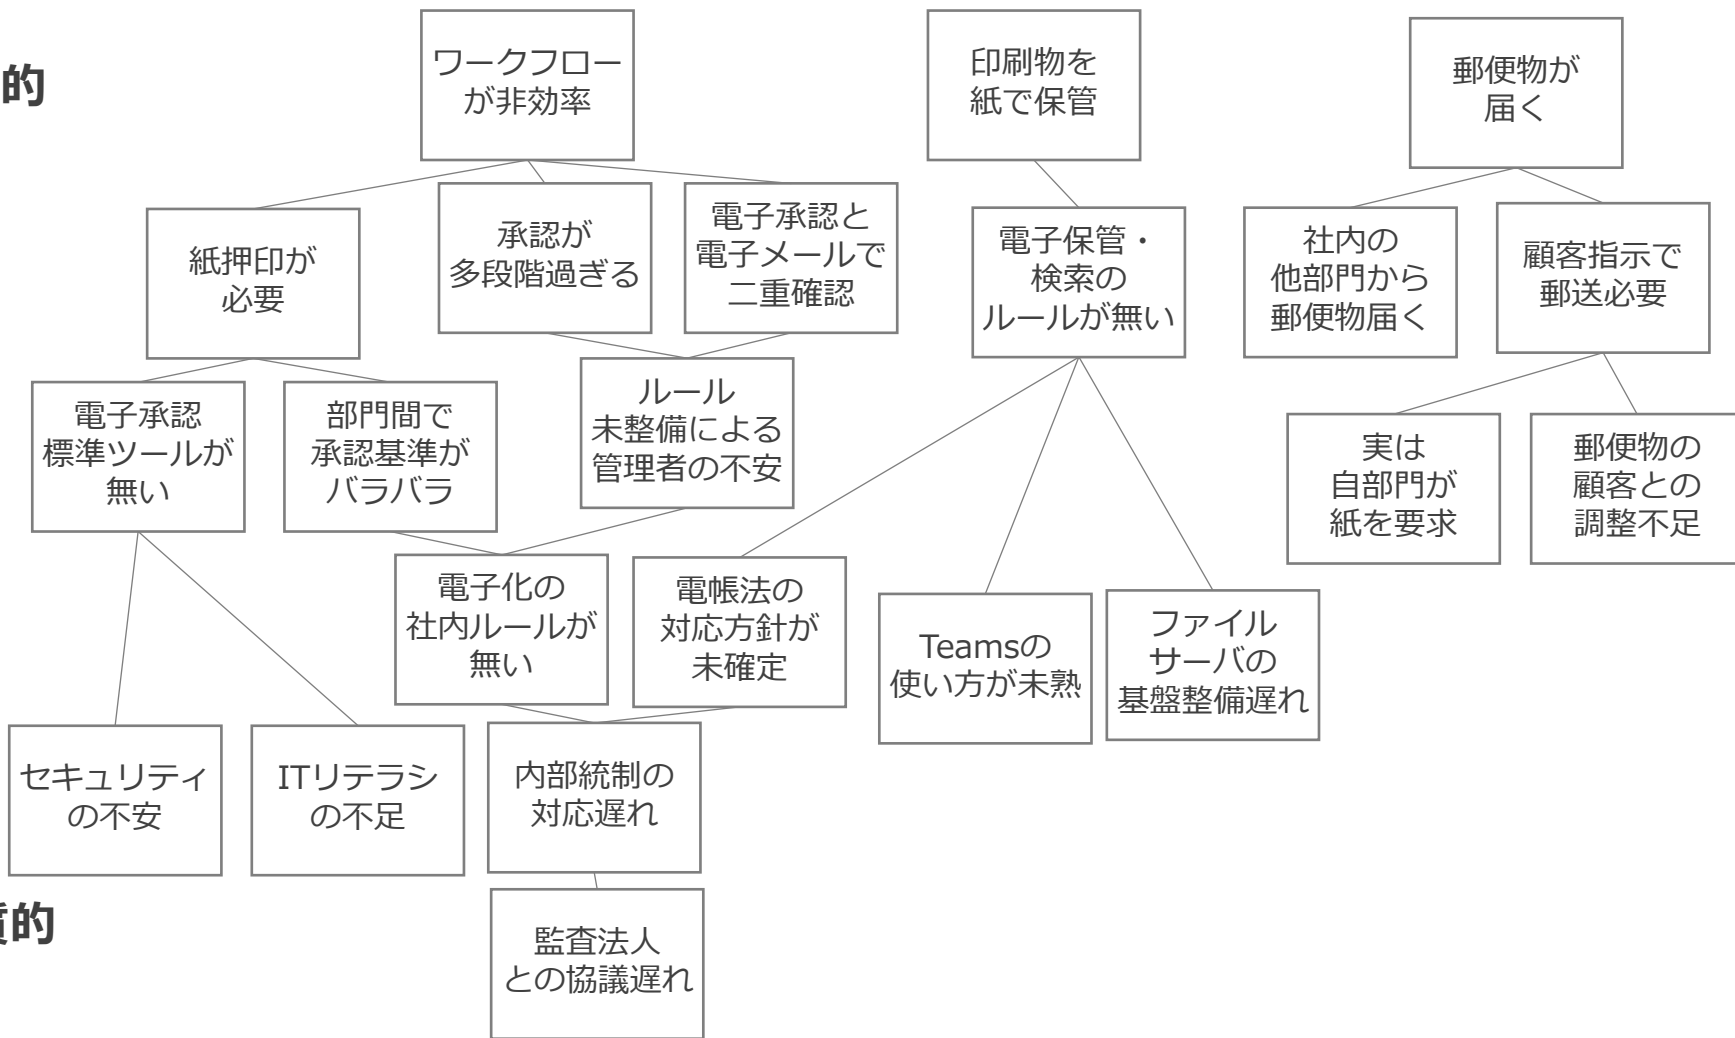 的
ワークフロー
が非効率
印刷物を
紙で保管
郵便物が
届く
紙押印が
必要
承認が
多段階過ぎる
電子承認と
電子メールで
二重確認
電子保管・
検索の
ルールが無い
社内の
他部門から
郵便物届く
顧客指示で
郵送必要
電子承認
標準ツールが
無い
部門間で
承認基準が
バラバラ
ルール
未整備による
管理者の不安
実は
自部門が
紙を要求
郵便物の
顧客との
調整不足
電子化の
社内ルールが
無い
電帳法の
対応方針が
未確定
Teamsの
使い方が未熟
ファイル
サーバの
基盤整備遅れ
セキュリティ
の不安
ITリテラシ
の不足
内部統制の
対応遅れ
質的
監査法人
との協議遅れ